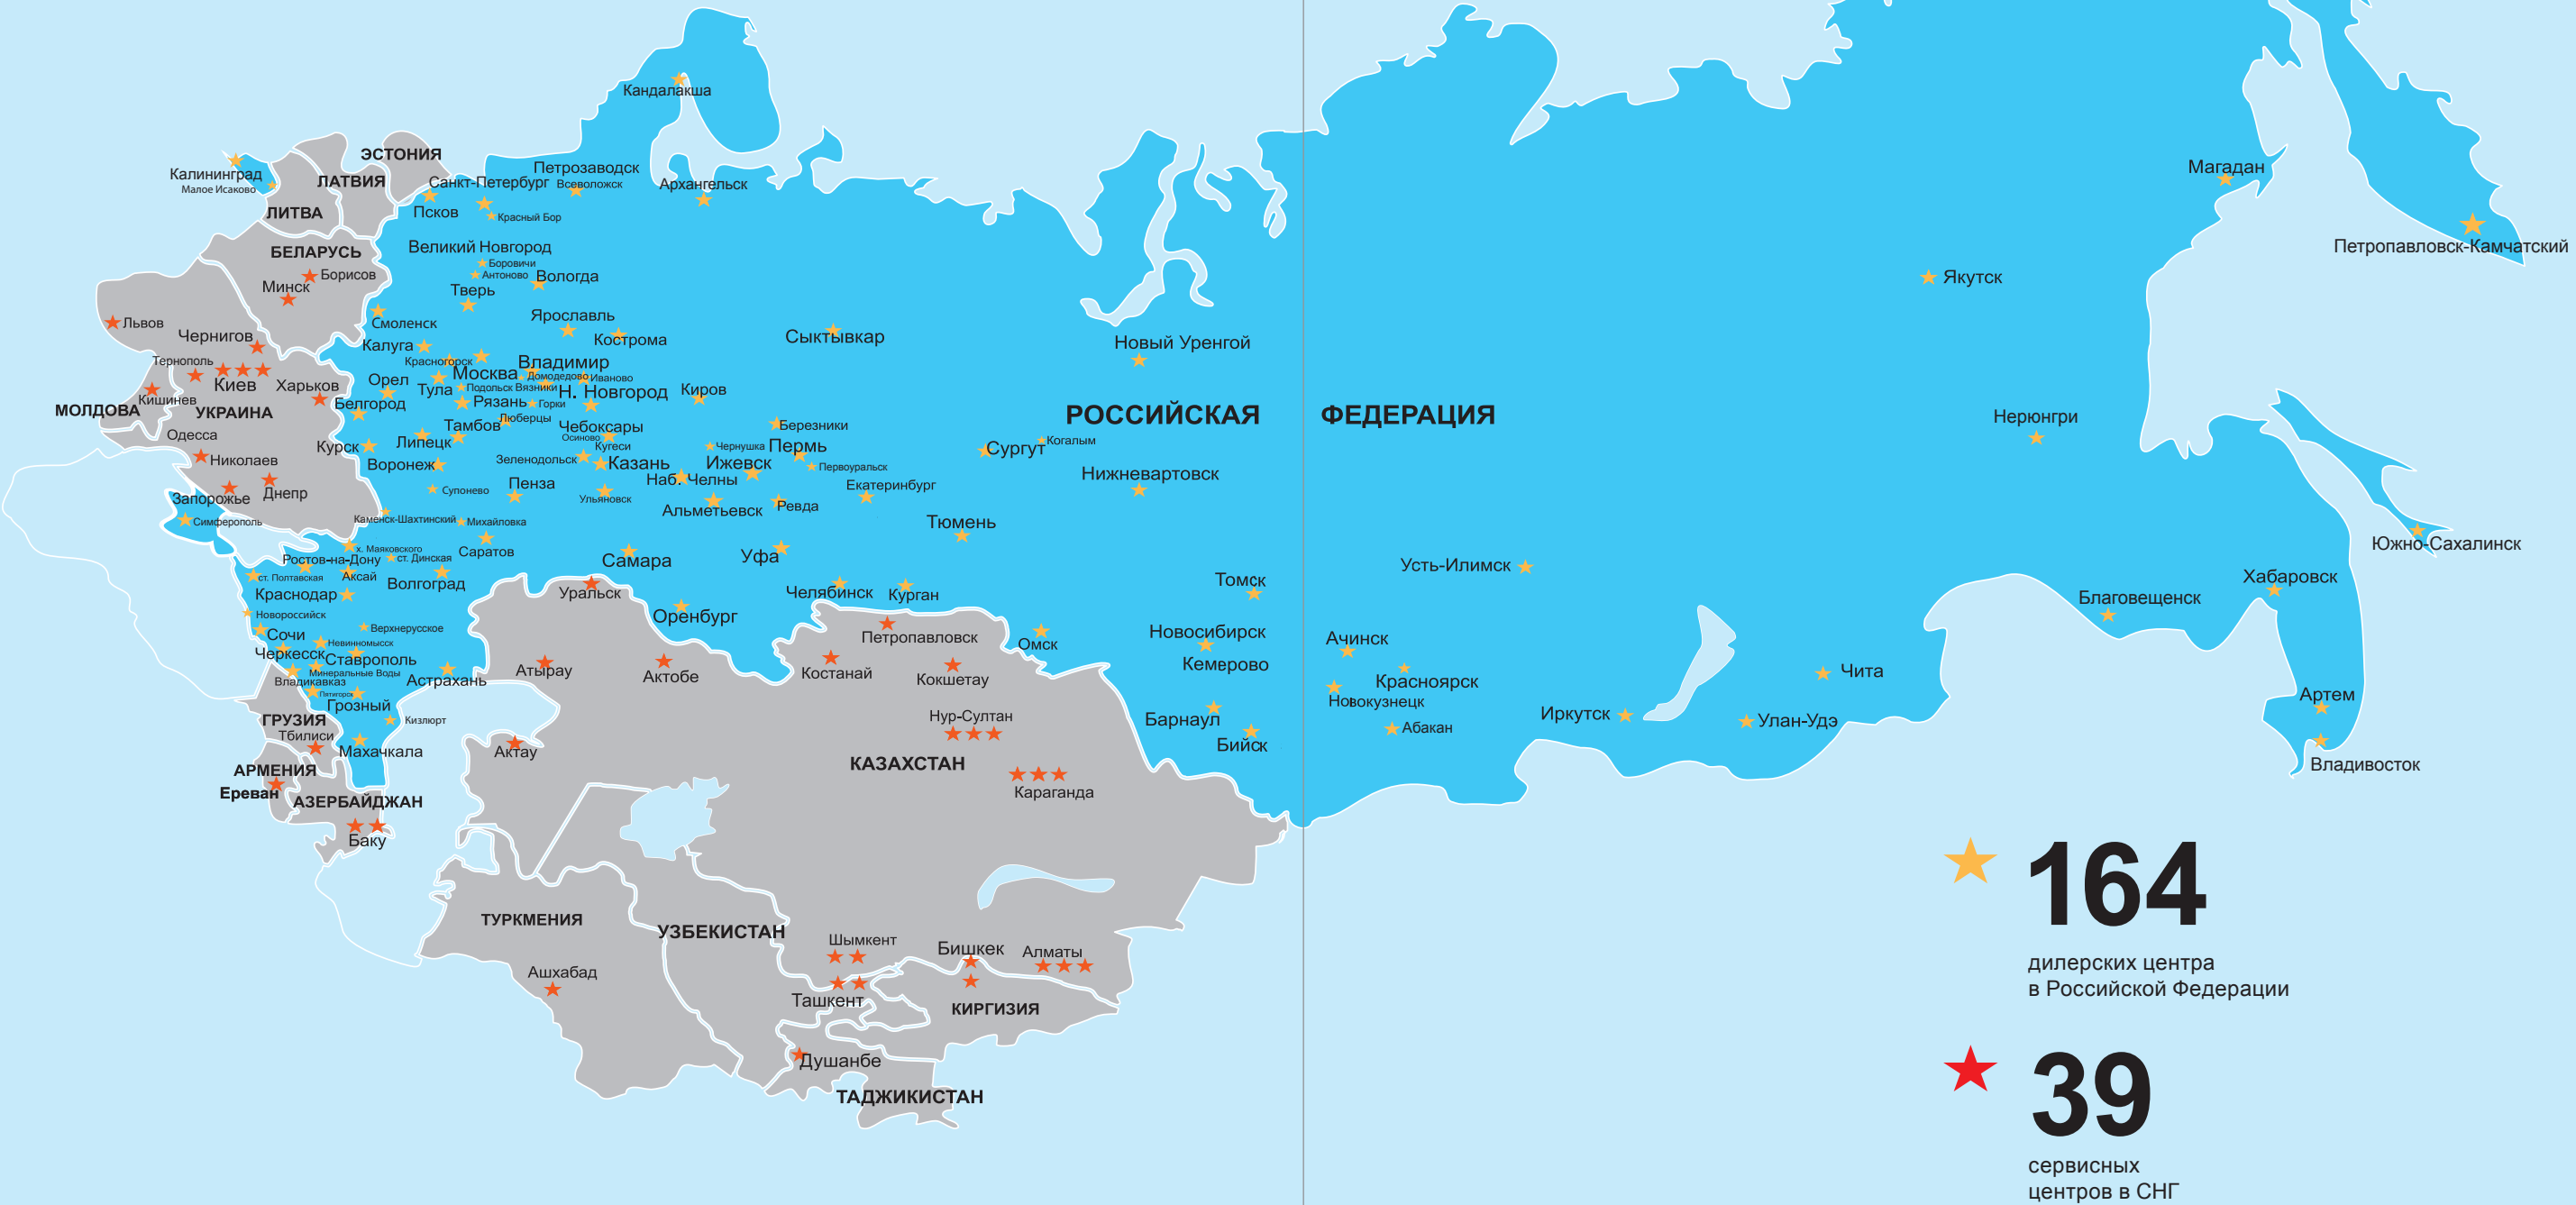 Кандалакша
ЭСТОНИЯ
Петрозаводск
Калининград
ЛАТВИЯ
Санкт-Петербург
Всеволожск
Архангельск
Магадан
Малое Исаково
ЛИТВА
Псков
Красный Бор
Петропавловск-Камчатский
БЕЛАРУСЬ
Великий Новгород
Боровичи
Борисов
Антоново
Вологда
Якутск
Минск
Тверь
Львов
Смоленск
Ярославль
Чернигов
Калуга
Кострома
Сыктывкар
Новый Уренгой
Тернополь
Красногорск
Владимир
Киев
Харьков
Орел
Москва
Домодедово
Иваново
Тула
Подольск
Вязники
Н. Новгород
Киров
Кишинев
МОЛДОВА
УКРАИНА
Белгород
Рязань
Горки
РОССИЙСКАЯ ФЕДЕРАЦИЯ
Нерюнгри
Люберцы
Тамбов
Чебоксары
Березники
Одесса
Курск
Липецк
Осиново
Кугеси
Чернушка
Пермь
Сургут
Когалым
Николаев
Воронеж
Зеленодольск
Казань
Ижевск
Первоуральск
Нижневартовск
Наб. Челны
Запорожье
Днепр
Супонево
Пенза
Ульяновск
Екатеринбург
Альметьевск
Ревда
Симферополь
Каменск-Шахтинский
Михайловка
Тюмень
Южно-Сахалинск
х. Маяковского
Саратов
Ростов-на-Дону
ст. Динская
Самара
Уфа
Усть-Илимск
ст. Полтавская
Аксай
Волгоград
Томск
Хабаровск
Краснодар
Уральск
Челябинск
Курган
Благовещенск
Новороссийск
Оренбург
Сочи
Верхнерусское
Петропавловск
Омск
Новосибирск
Ачинск
Невинномысск
Черкесск
Ставрополь
Кемерово
Минеральные Воды
Владикавказ
Астрахань
Атырау
Актобе
Костанай
Кокшетау
Красноярск
Чита
Пятигорск
Грозный
Новокузнецк
Артем
ГРУЗИЯ
Кизлюрт
Нур-Султан
Барнаул
Абакан
Иркутск
Улан-Удэ
Тбилиси
Махачкала
Актау
Бийск
АРМЕНИЯ
КАЗАХСТАН
Владивосток
Ереван
АЗЕРБАЙДЖАН
Караганда
Баку
164
дилерских центра
в Российской Федерации
ТУРКМЕНИЯ
УЗБЕКИСТАН
Шымкент
Бишкек
Алматы
Ашхабад
Ташкент
КИРГИЗИЯ
Душанбе
ТАДЖИКИСТАН
39
сервисных
центров в СНГ